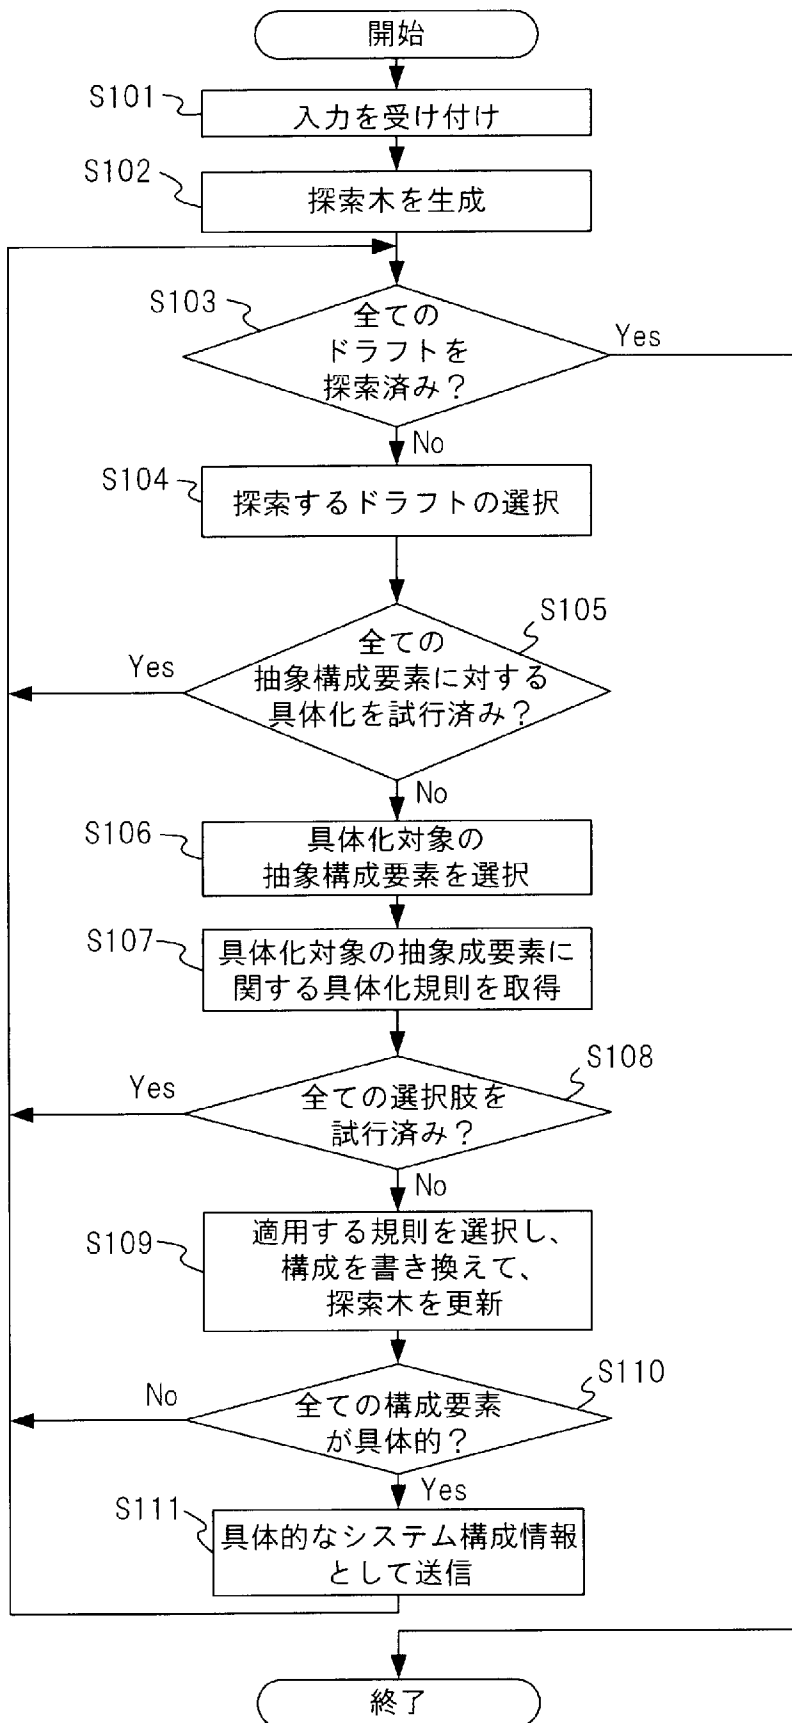 開始
S101
入力を受け付け
S102
探索木を生成
S103
全ての
ドラフトを
探索済み？
Yes
No
S104
探索するドラフトの選択
S105
全ての
抽象構成要素に対する
具体化を試行済み？
Yes
No
S106
具体化対象の
抽象構成要素を選択
S107
具体化対象の抽象成要素に
関する具体化規則を取得
S108
全ての選択肢を
試行済み？
Yes
No
S109
適用する規則を選択し、
構成を書き換えて、
探索木を更新
S110
全ての構成要素
が具体的？
No
Yes
S111
具体的なシステム構成情報
として送信
終了